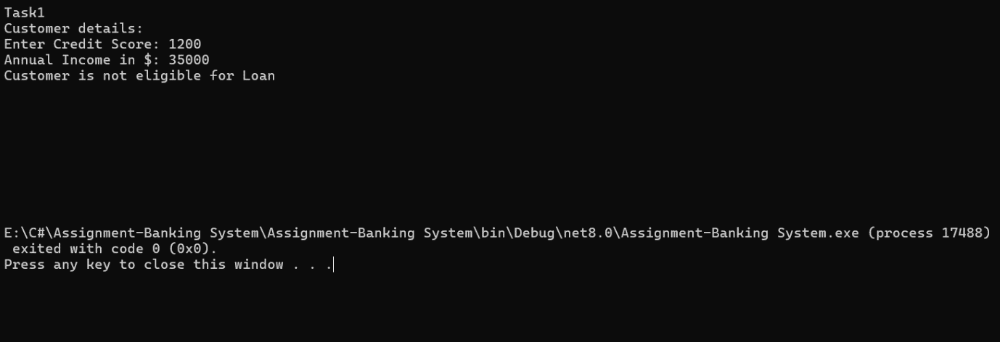 Task1
Customer details:
Enter Credit Score: 1200
Annual Income in $: 35000
Customer is not eligible for Loan
E:\C#\Assignment-Banking System\Assignment-Banking System\bin\Debug\net8.0\Assignment-Banking System.exe (process 17488)
 exited with code 0 (0x0).
Press any key to close this window . . .